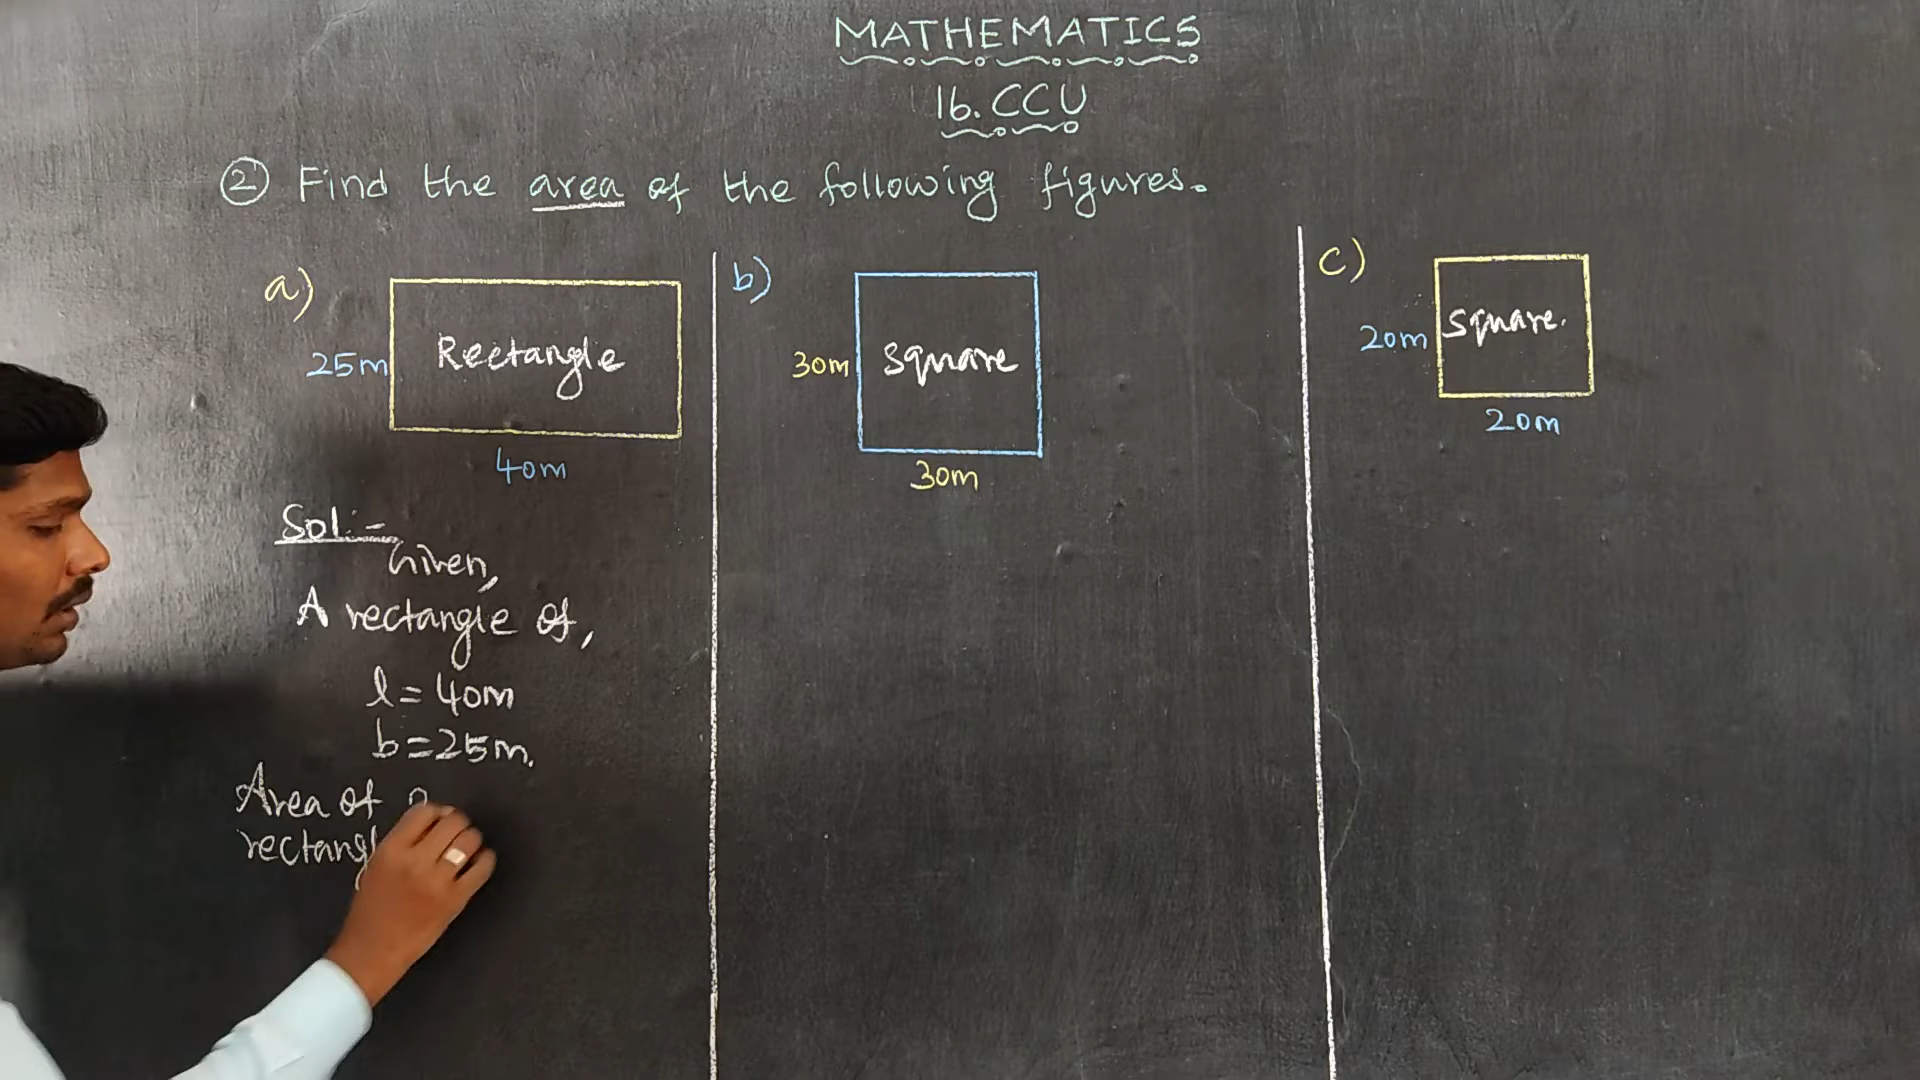 MATHEMATICS
16. CCU
② Find the area of the following figures.
a)
25m
Rectangle
40m
Sol:-
Given,
A rectangle of,
l = 40m
b = 25m.
Area of
b)
30m
square
30m
c)
20m
square.
20m